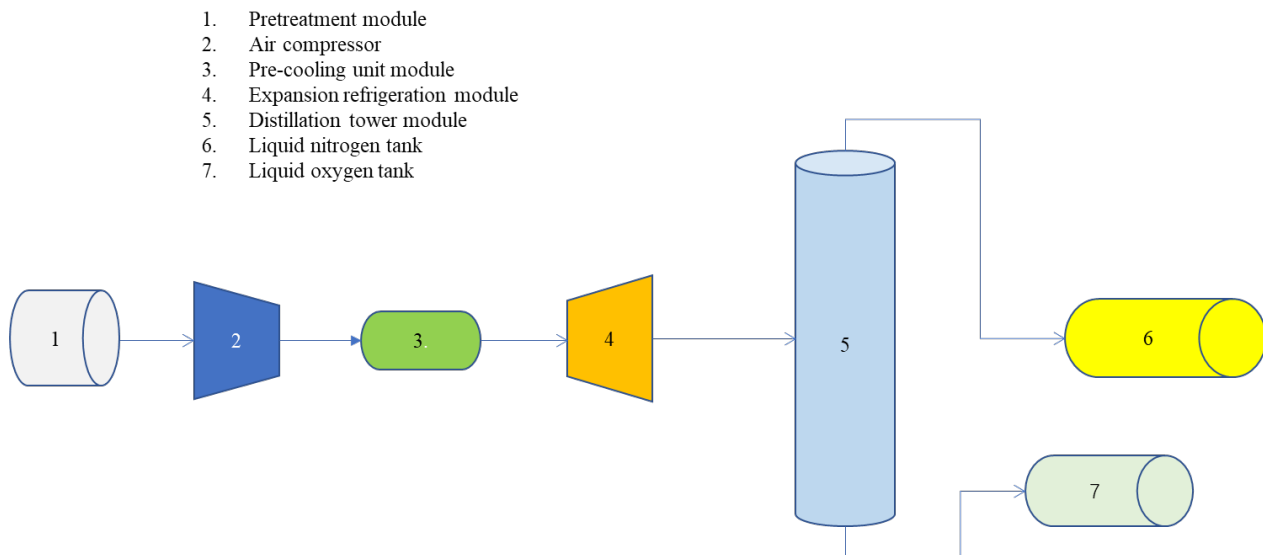 1. Pretreatment module
2. Air compressor
3. Pre-cooling unit module
4. Expansion refrigeration module
5. Distillation tower module
6. Liquid nitrogen tank
7. Liquid oxygen tank
1
2
3.
4
5
6
7